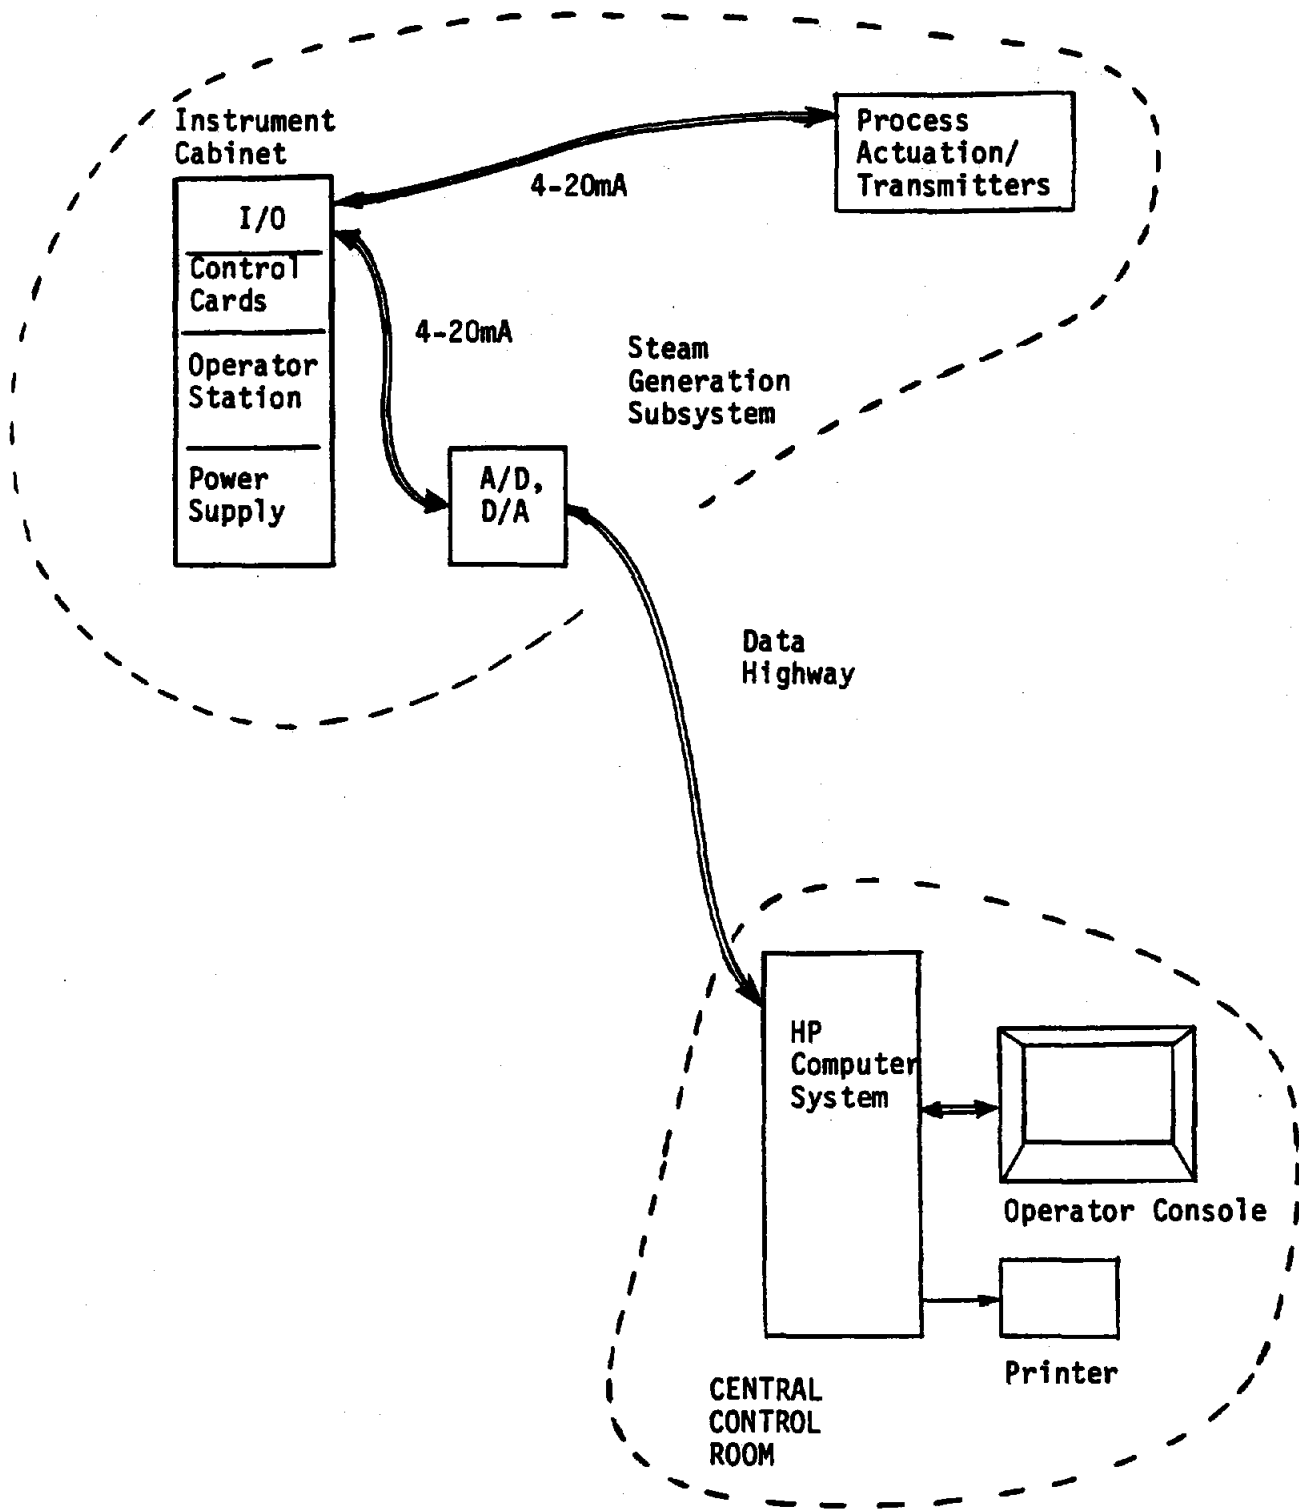 Instrument
Cabinet
I/O
Control
Cards
Operator
Station
Power
Supply
4-20mA
Process
Actuation/
Transmitters
4-20mA
A/D,
D/A
Steam
Generation
Subsystem
Data
Highway
HP
Computer
System
Operator Console
Printer
CENTRAL
CONTROL
ROOM